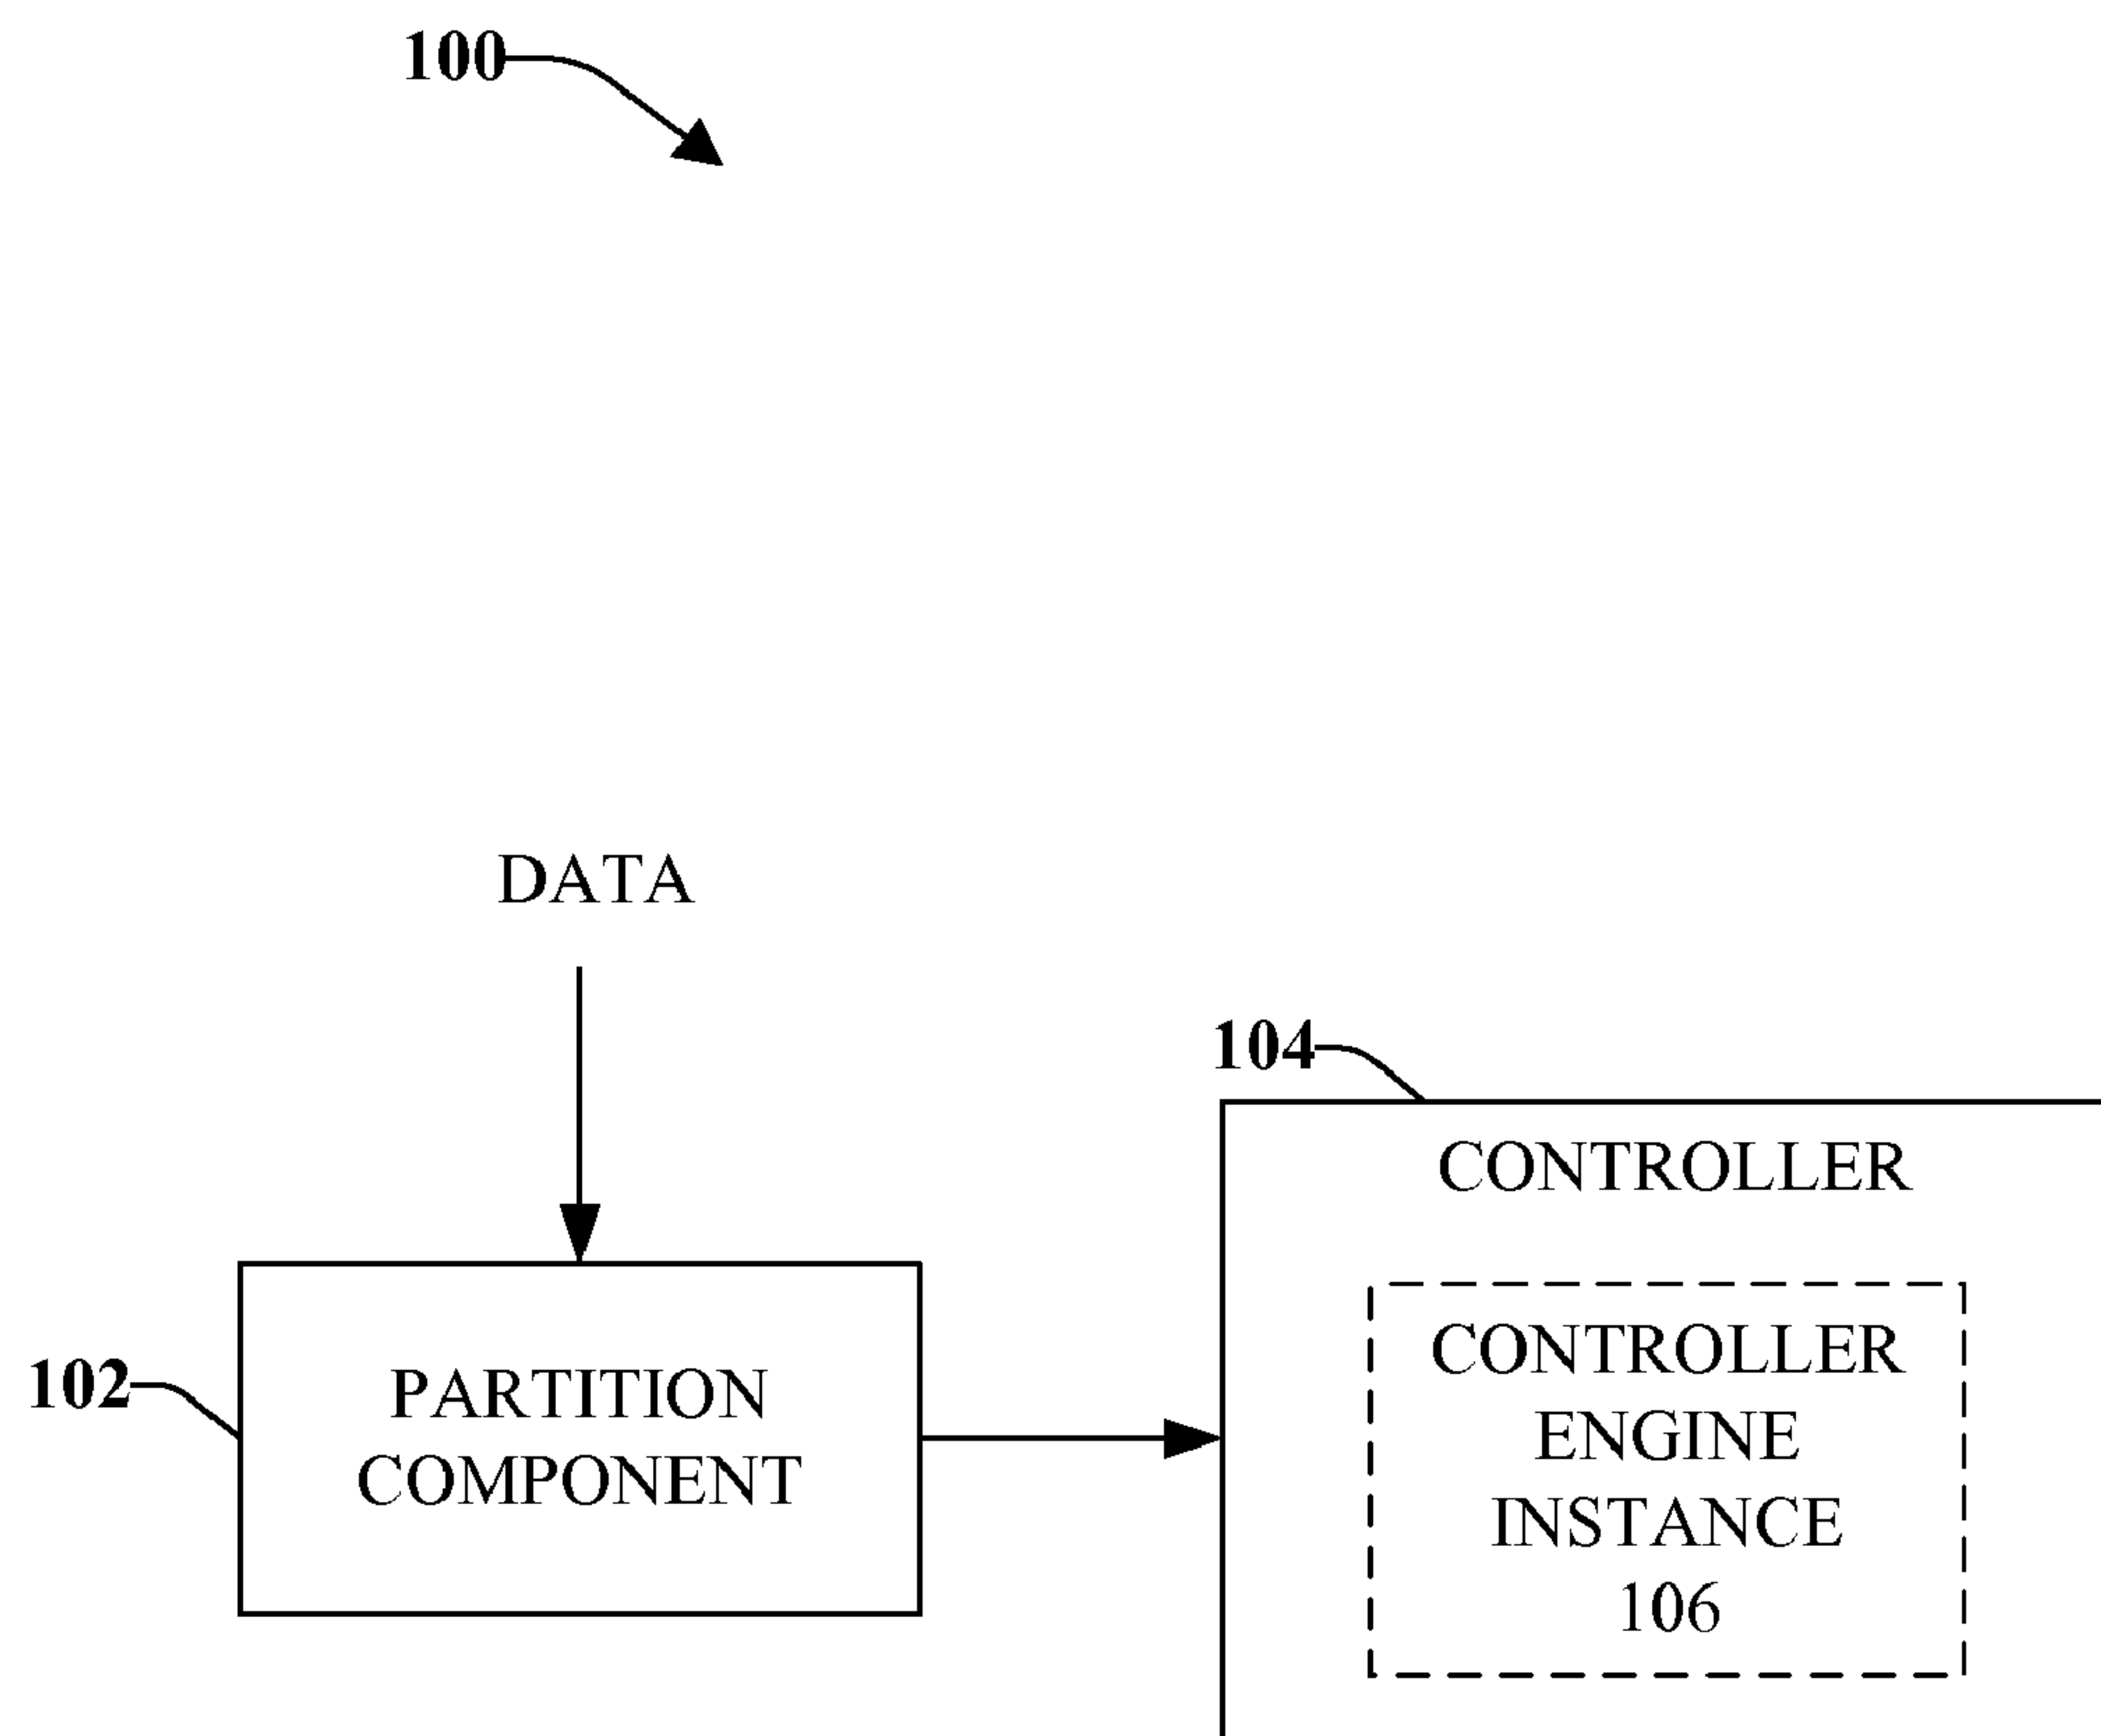 100
DATA
104
CONTROLLER
CONTROLLER
ENGINE
INSTANCE
106
102
PARTITION
COMPONENT